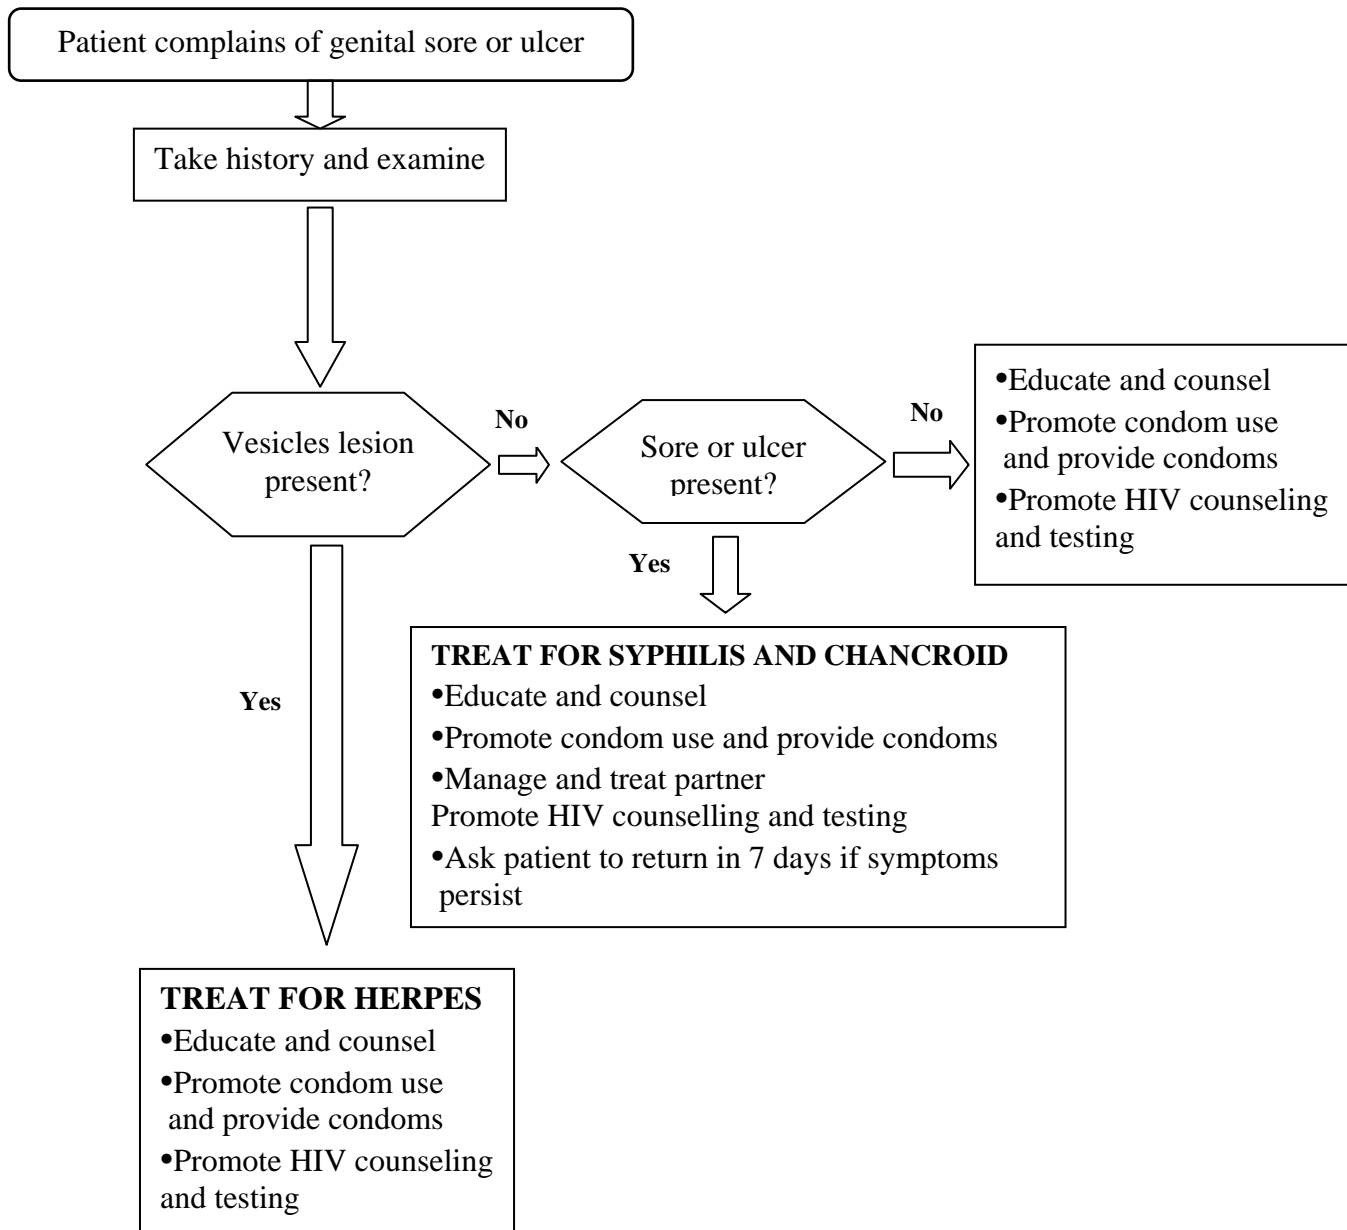 Patient complains of genital sore or ulcer
Take history and examine
Vesicles lesion
present?
No
Sore or ulcer
present?
No
•Educate and counsel
•Promote condom use
and provide condoms
•Promote HIV counseling
and testing
Yes
TREAT FOR SYPHILIS AND CHANCROID
•Educate and counsel
•Promote condom use and provide condoms
•Manage and treat partner
Promote HIV counselling and testing
•Ask patient to return in 7 days if symptoms
persist
Yes
TREAT FOR HERPES
•Educate and counsel
•Promote condom use
and provide condoms
•Promote HIV counseling
and testing